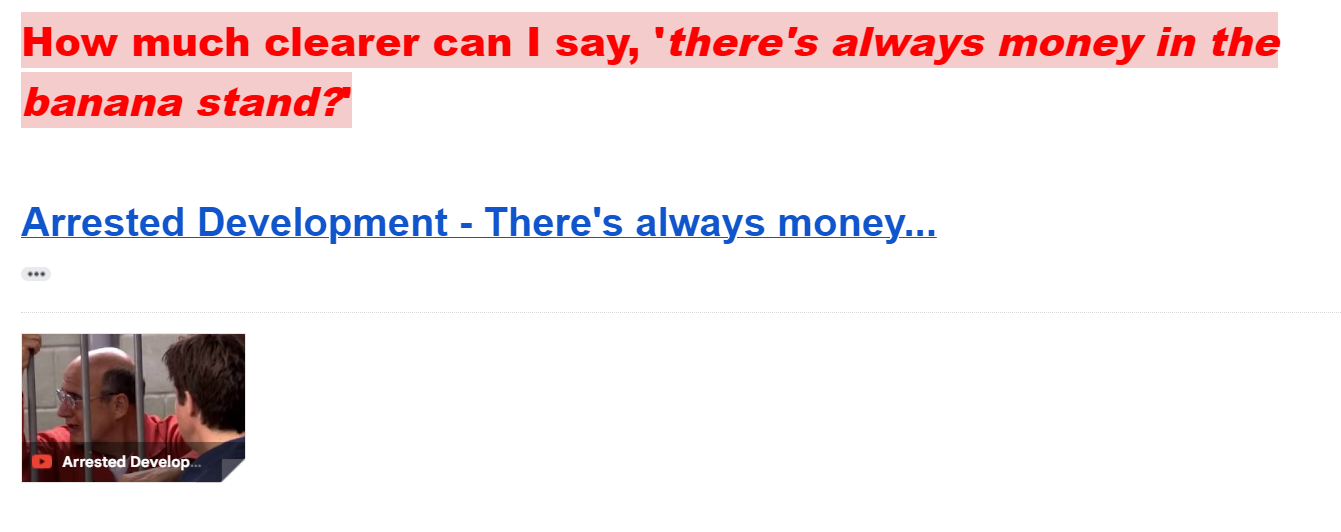 How much clearer can I say, 'there's always money in the
banana stand?'
Arrested Development - There's always money...
Arrested Develop...